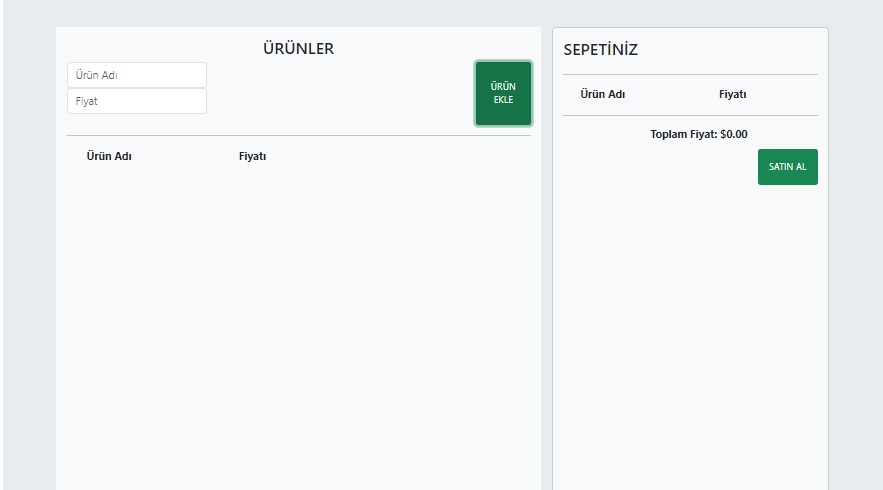 ÜRÜNLER
Ürün Adı
Fiyat
ÜRÜN
EKLE
Ürün Adı Fiyatı
SEPETİNİZ
Ürün Adı Fiyatı
Toplam Fiyat: $0.00
SATIN AL